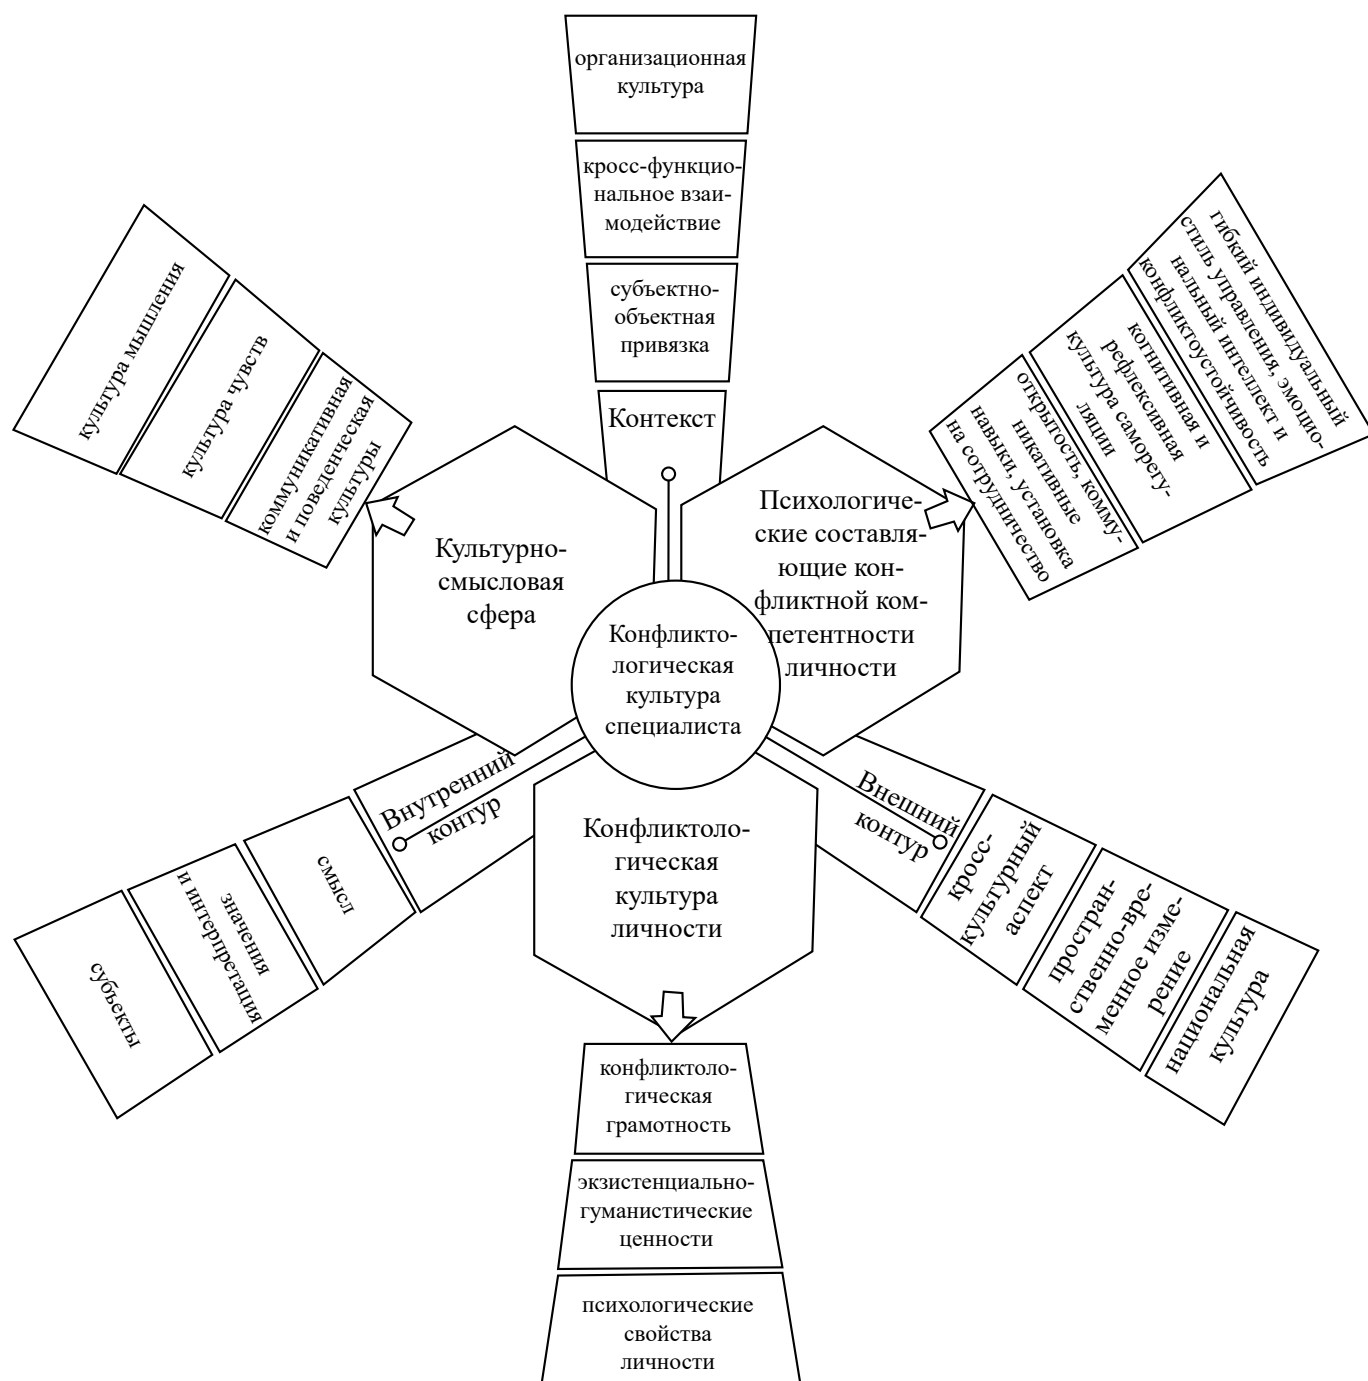 организационная
культура
кросс-функцио-
нальное взаи-
модействие
субъектно-
объектная
привязка
Контекст
культура мышления
культура чувств
коммуникативная
и поведенческая
культуры
гибкий индивидуальный
стиль управления, эмоцио-
нальный интеллект и
конфликтоустойчивость
когнитивная и
рефлексивная
культура саморегу-
ляции
открытость, комму-
никативные
навыки, установка
на сотрудничество
Культурно-
смысловая
сфера
Психологиче-
ские составля-
ющие кон-
фликтной ком-
петентности
личности
Конфликто-
логическая
культура
специалиста
Внутренний
контур
смысл
значения
и интерпретация
субъекты
Внешний
контур
кросс-
культурный
аспект
простран-
ственно-вре-
менное изме-
рение
национальная
культура
Конфликтоло-
гическая
культура
личности
конфликтоло-
гическая
грамотность
экзистенциально-
гуманистические
ценности
психологические
свойства
личности